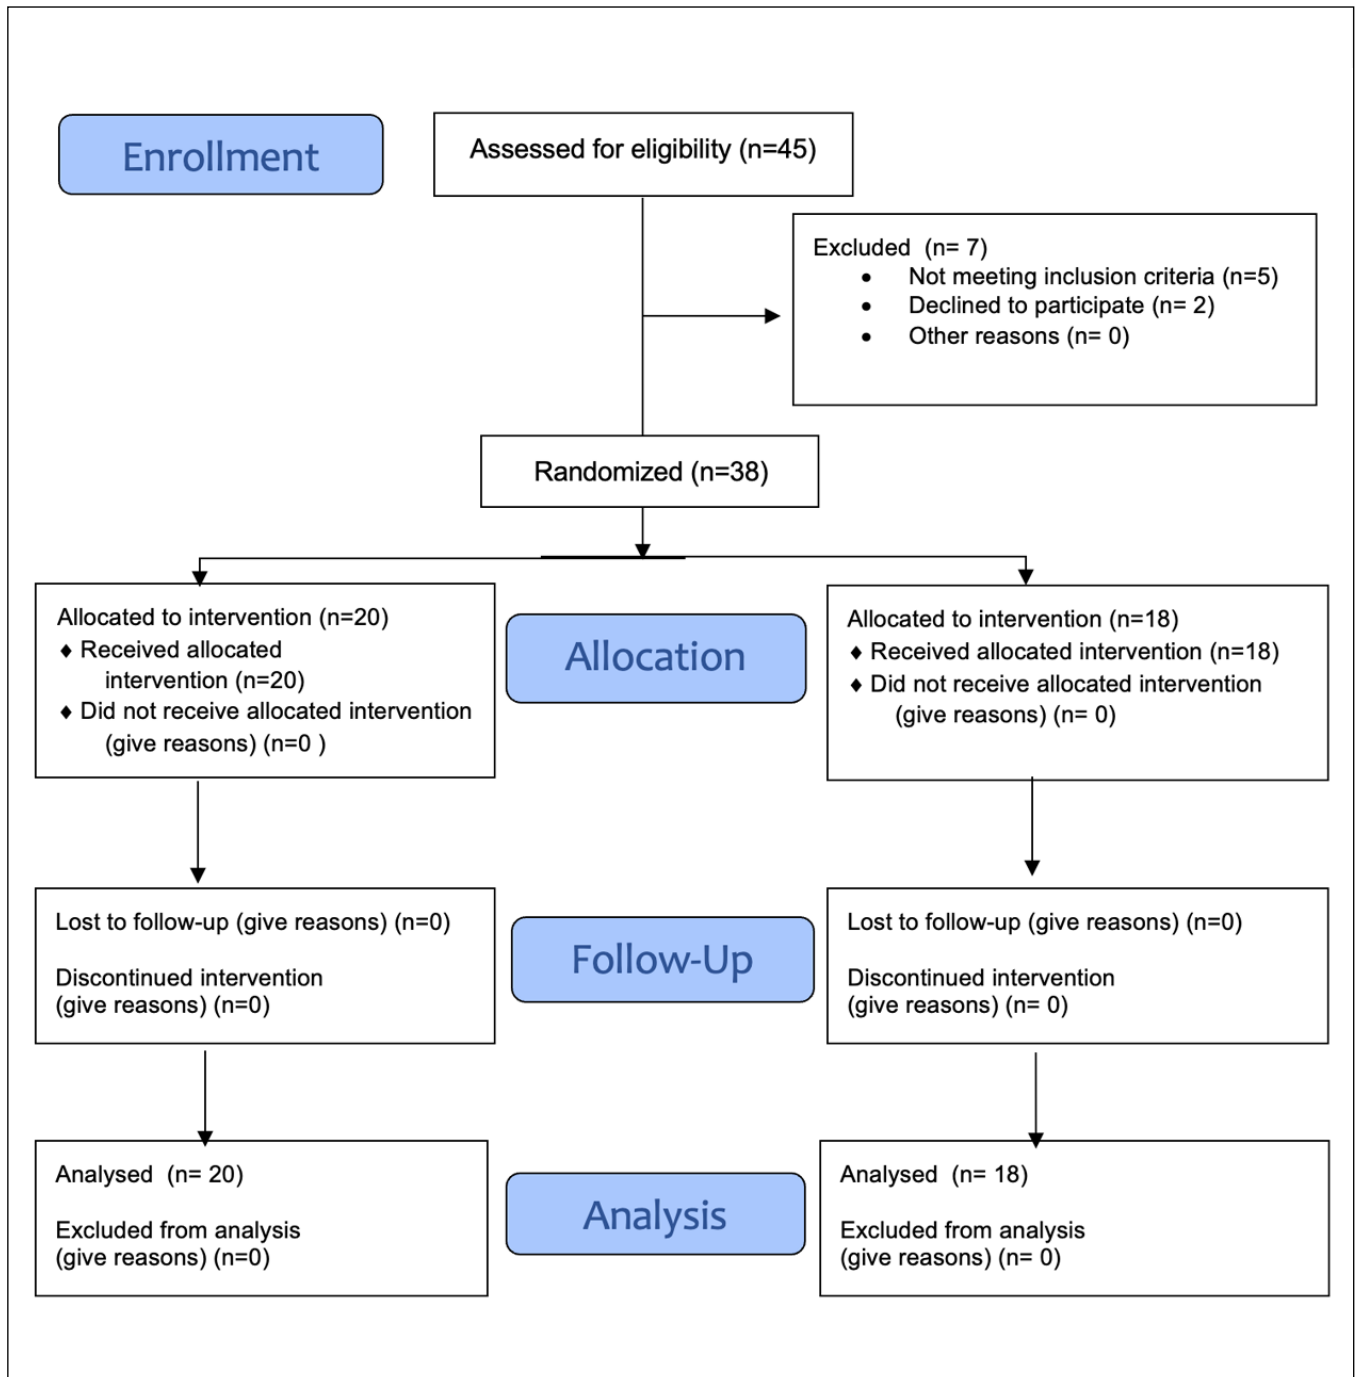 Enrollment
Assessed for eligibility (n=45)
Excluded  (n= 7)
• Not meeting inclusion criteria (n=5)
• Declined to participate (n= 2)
• Other reasons (n= 0)
Randomized (n=38)
Allocated to intervention (n=20)
♦ Received allocated
intervention (n=20)
♦ Did not receive allocated intervention
(give reasons) (n=0 )
Allocation
Allocated to intervention (n=18)
♦ Received allocated intervention (n=18)
♦ Did not receive allocated intervention
(give reasons) (n= 0)
Lost to follow-up (give reasons) (n=0)
Discontinued intervention
(give reasons) (n=0)
Follow-Up
Lost to follow-up (give reasons) (n=0)
Discontinued intervention
(give reasons) (n= 0)
Analysed  (n= 20)
Excluded from analysis
(give reasons) (n=0)
Analysis
Analysed  (n= 18)
Excluded from analysis
(give reasons) (n= 0)